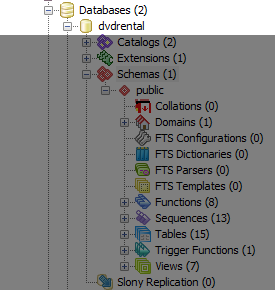 Databases (2)
dvdrental
Catalogs (2)
Extensions (1)
Schemas (1)
public
Collations (0)
Domains (1)
FTS Configurations (0)
FTS Dictionaries (0)
FTS Parsers (0)
FTS Templates (0)
Functions (8)
Sequences (13)
Tables (15)
Trigger Functions (1)
Views (7)
Slony Replication (0)